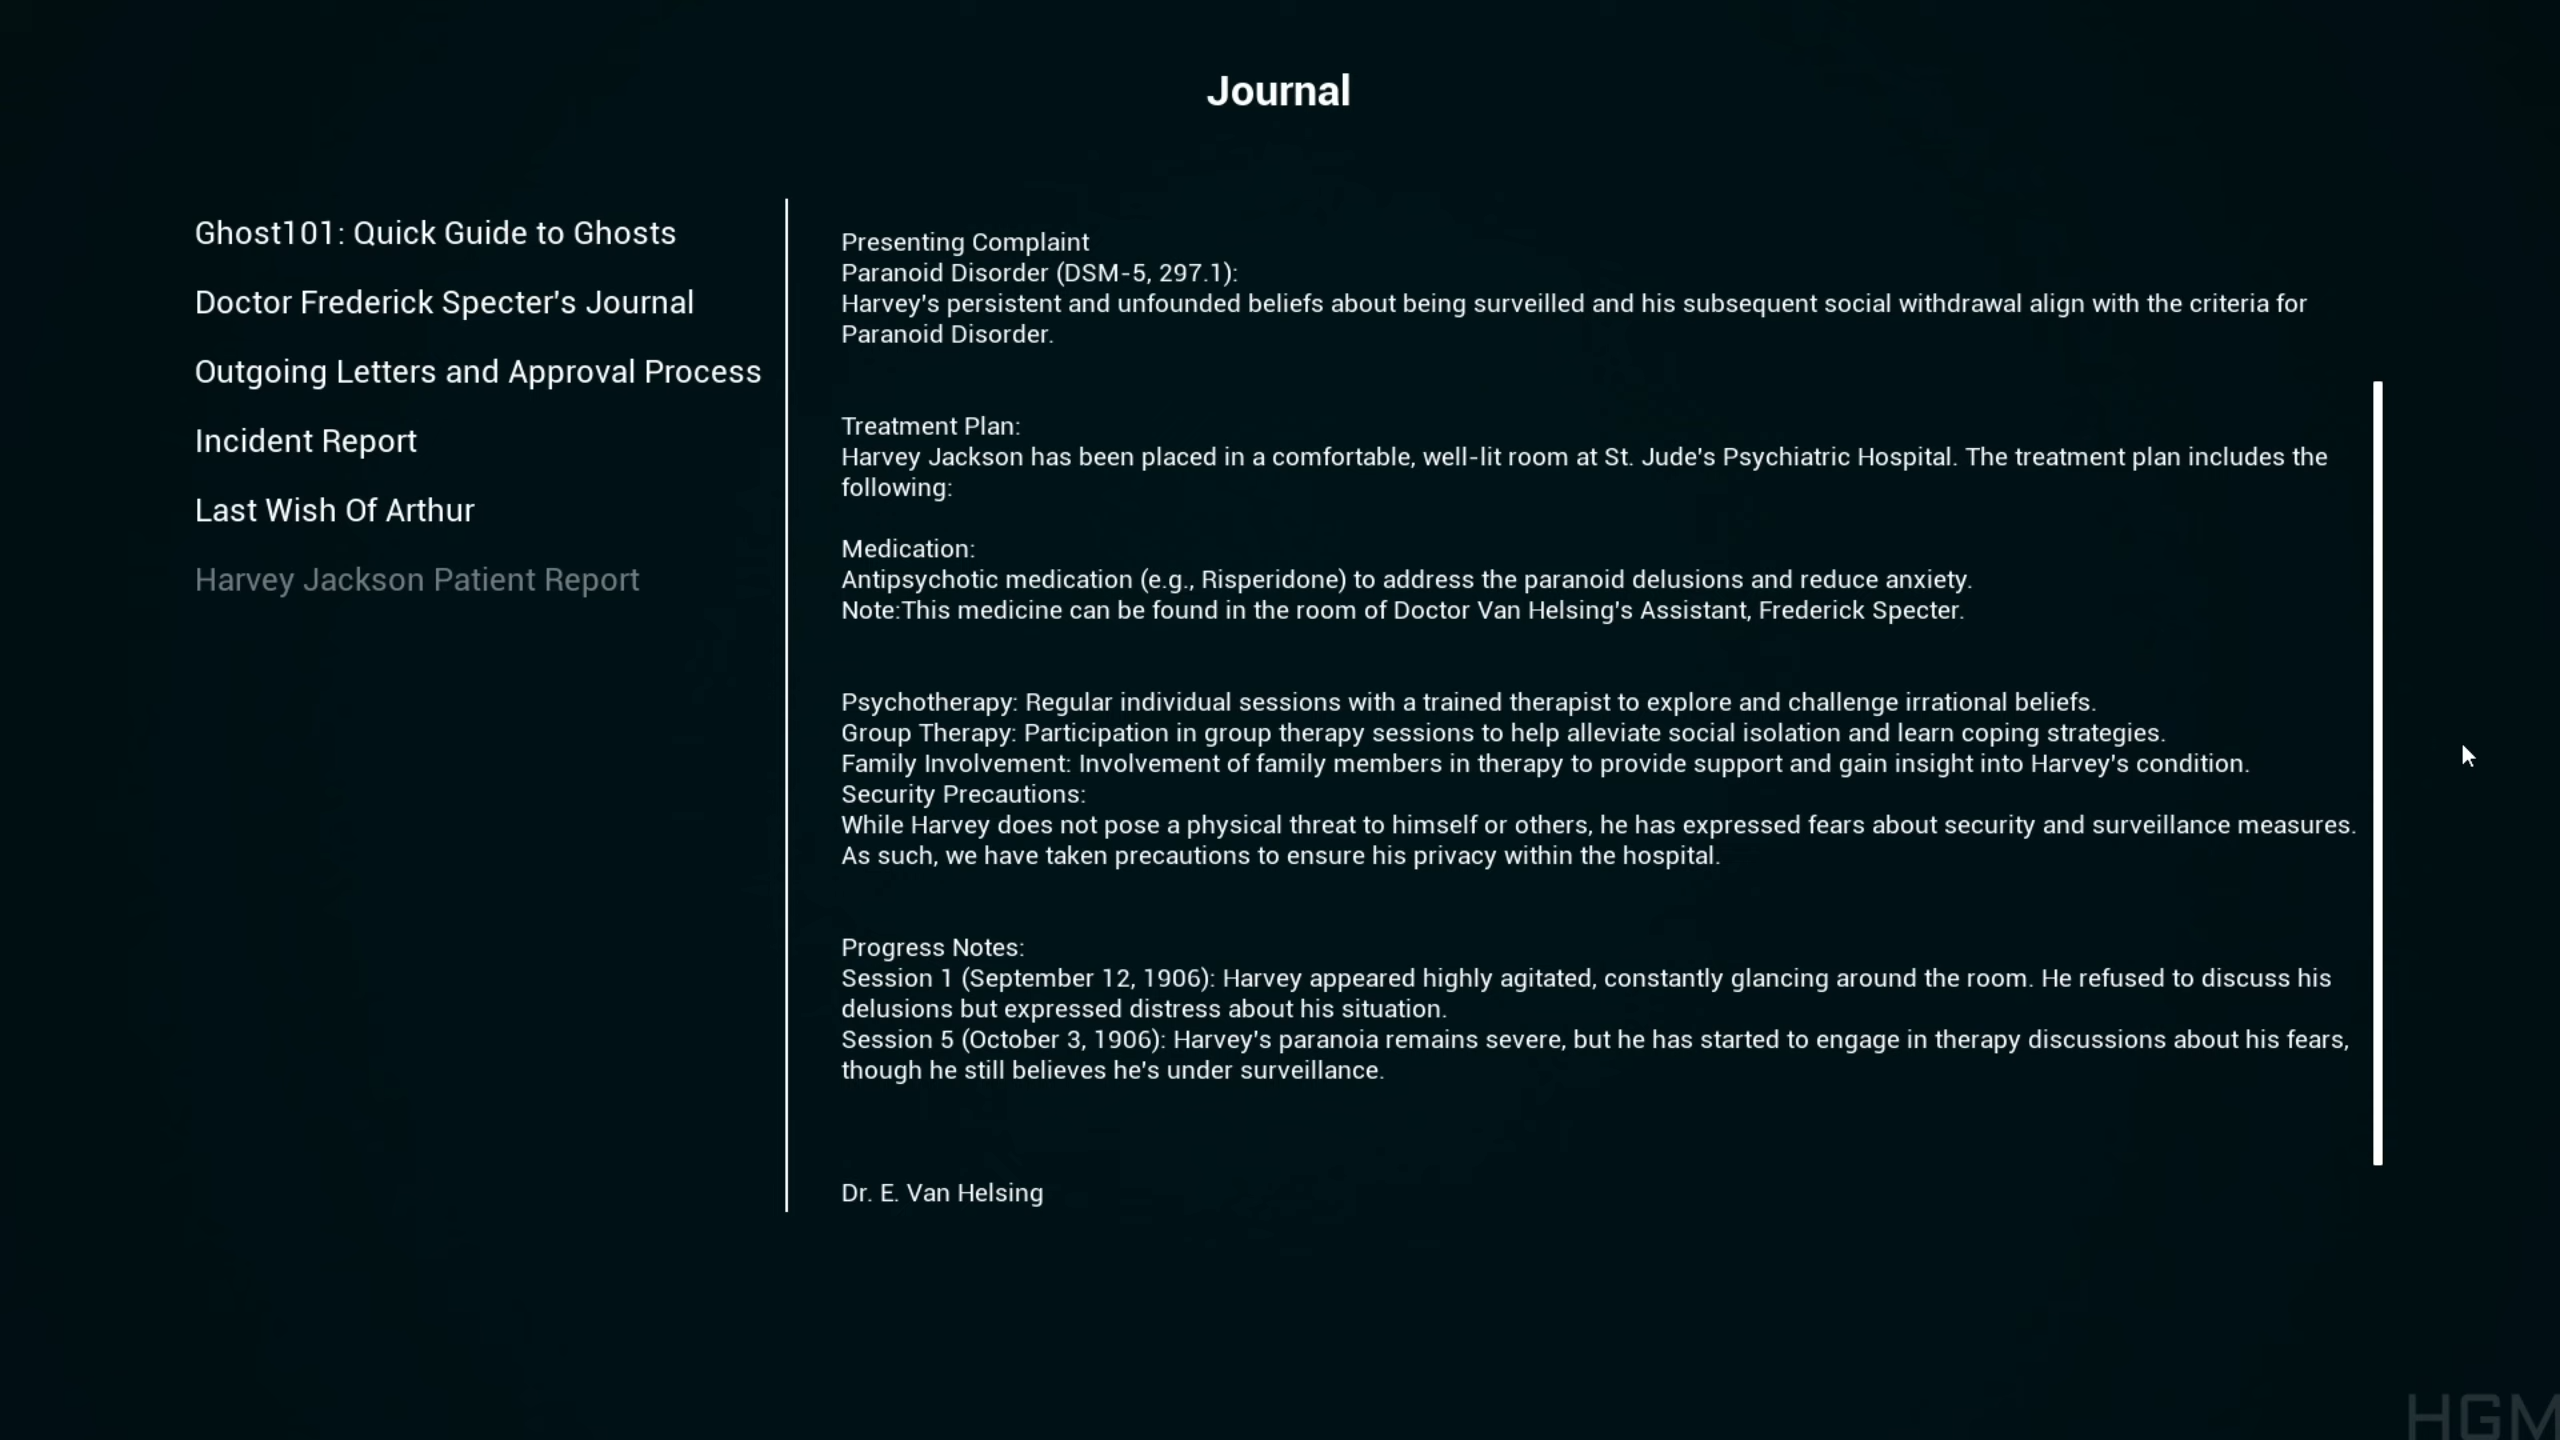 Journal
Ghost101: Quick Guide to Ghosts
Doctor Frederick Specter's Journal
Outgoing Letters and Approval Process
Incident Report
Last Wish Of Arthur
Harvey Jackson Patient Report
Presenting Complaint
Paranoid Disorder (DSM-5, 297.1):
Harvey's persistent and unfounded beliefs about being surveilled and his subsequent social withdrawal align with the criteria for
Paranoid Disorder.
Treatment Plan:
Harvey Jackson has been placed in a comfortable, well-lit room at St. Jude's Psychiatric Hospital. The treatment plan includes the
following:
Medication:
Antipsychotic medication (e.g., Risperidone) to address the paranoid delusions and reduce anxiety.
Note:This medicine can be found in the room of Doctor Van Helsing's Assistant, Frederick Specter.
Psychotherapy: Regular individual sessions with a trained therapist to explore and challenge irrational beliefs.
Group Therapy: Participation in group therapy sessions to help alleviate social isolation and learn coping strategies.
Family Involvement: Involvement of family members in therapy to provide support and gain insight into Harvey's condition.
Security Precautions:
While Harvey does not pose a physical threat to himself or others, he has expressed fears about security and surveillance measures.
As such, we have taken precautions to ensure his privacy within the hospital.
Progress Notes:
Session 1 (September 12, 1906): Harvey appeared highly agitated, constantly glancing around the room. He refused to discuss his
delusions but expressed distress about his situation.
Session 5 (October 3, 1906): Harvey's paranoia remains severe, but he has started to engage in therapy discussions about his fears,
though he still believes he's under surveillance.
Dr. E. Van Helsing
HGM